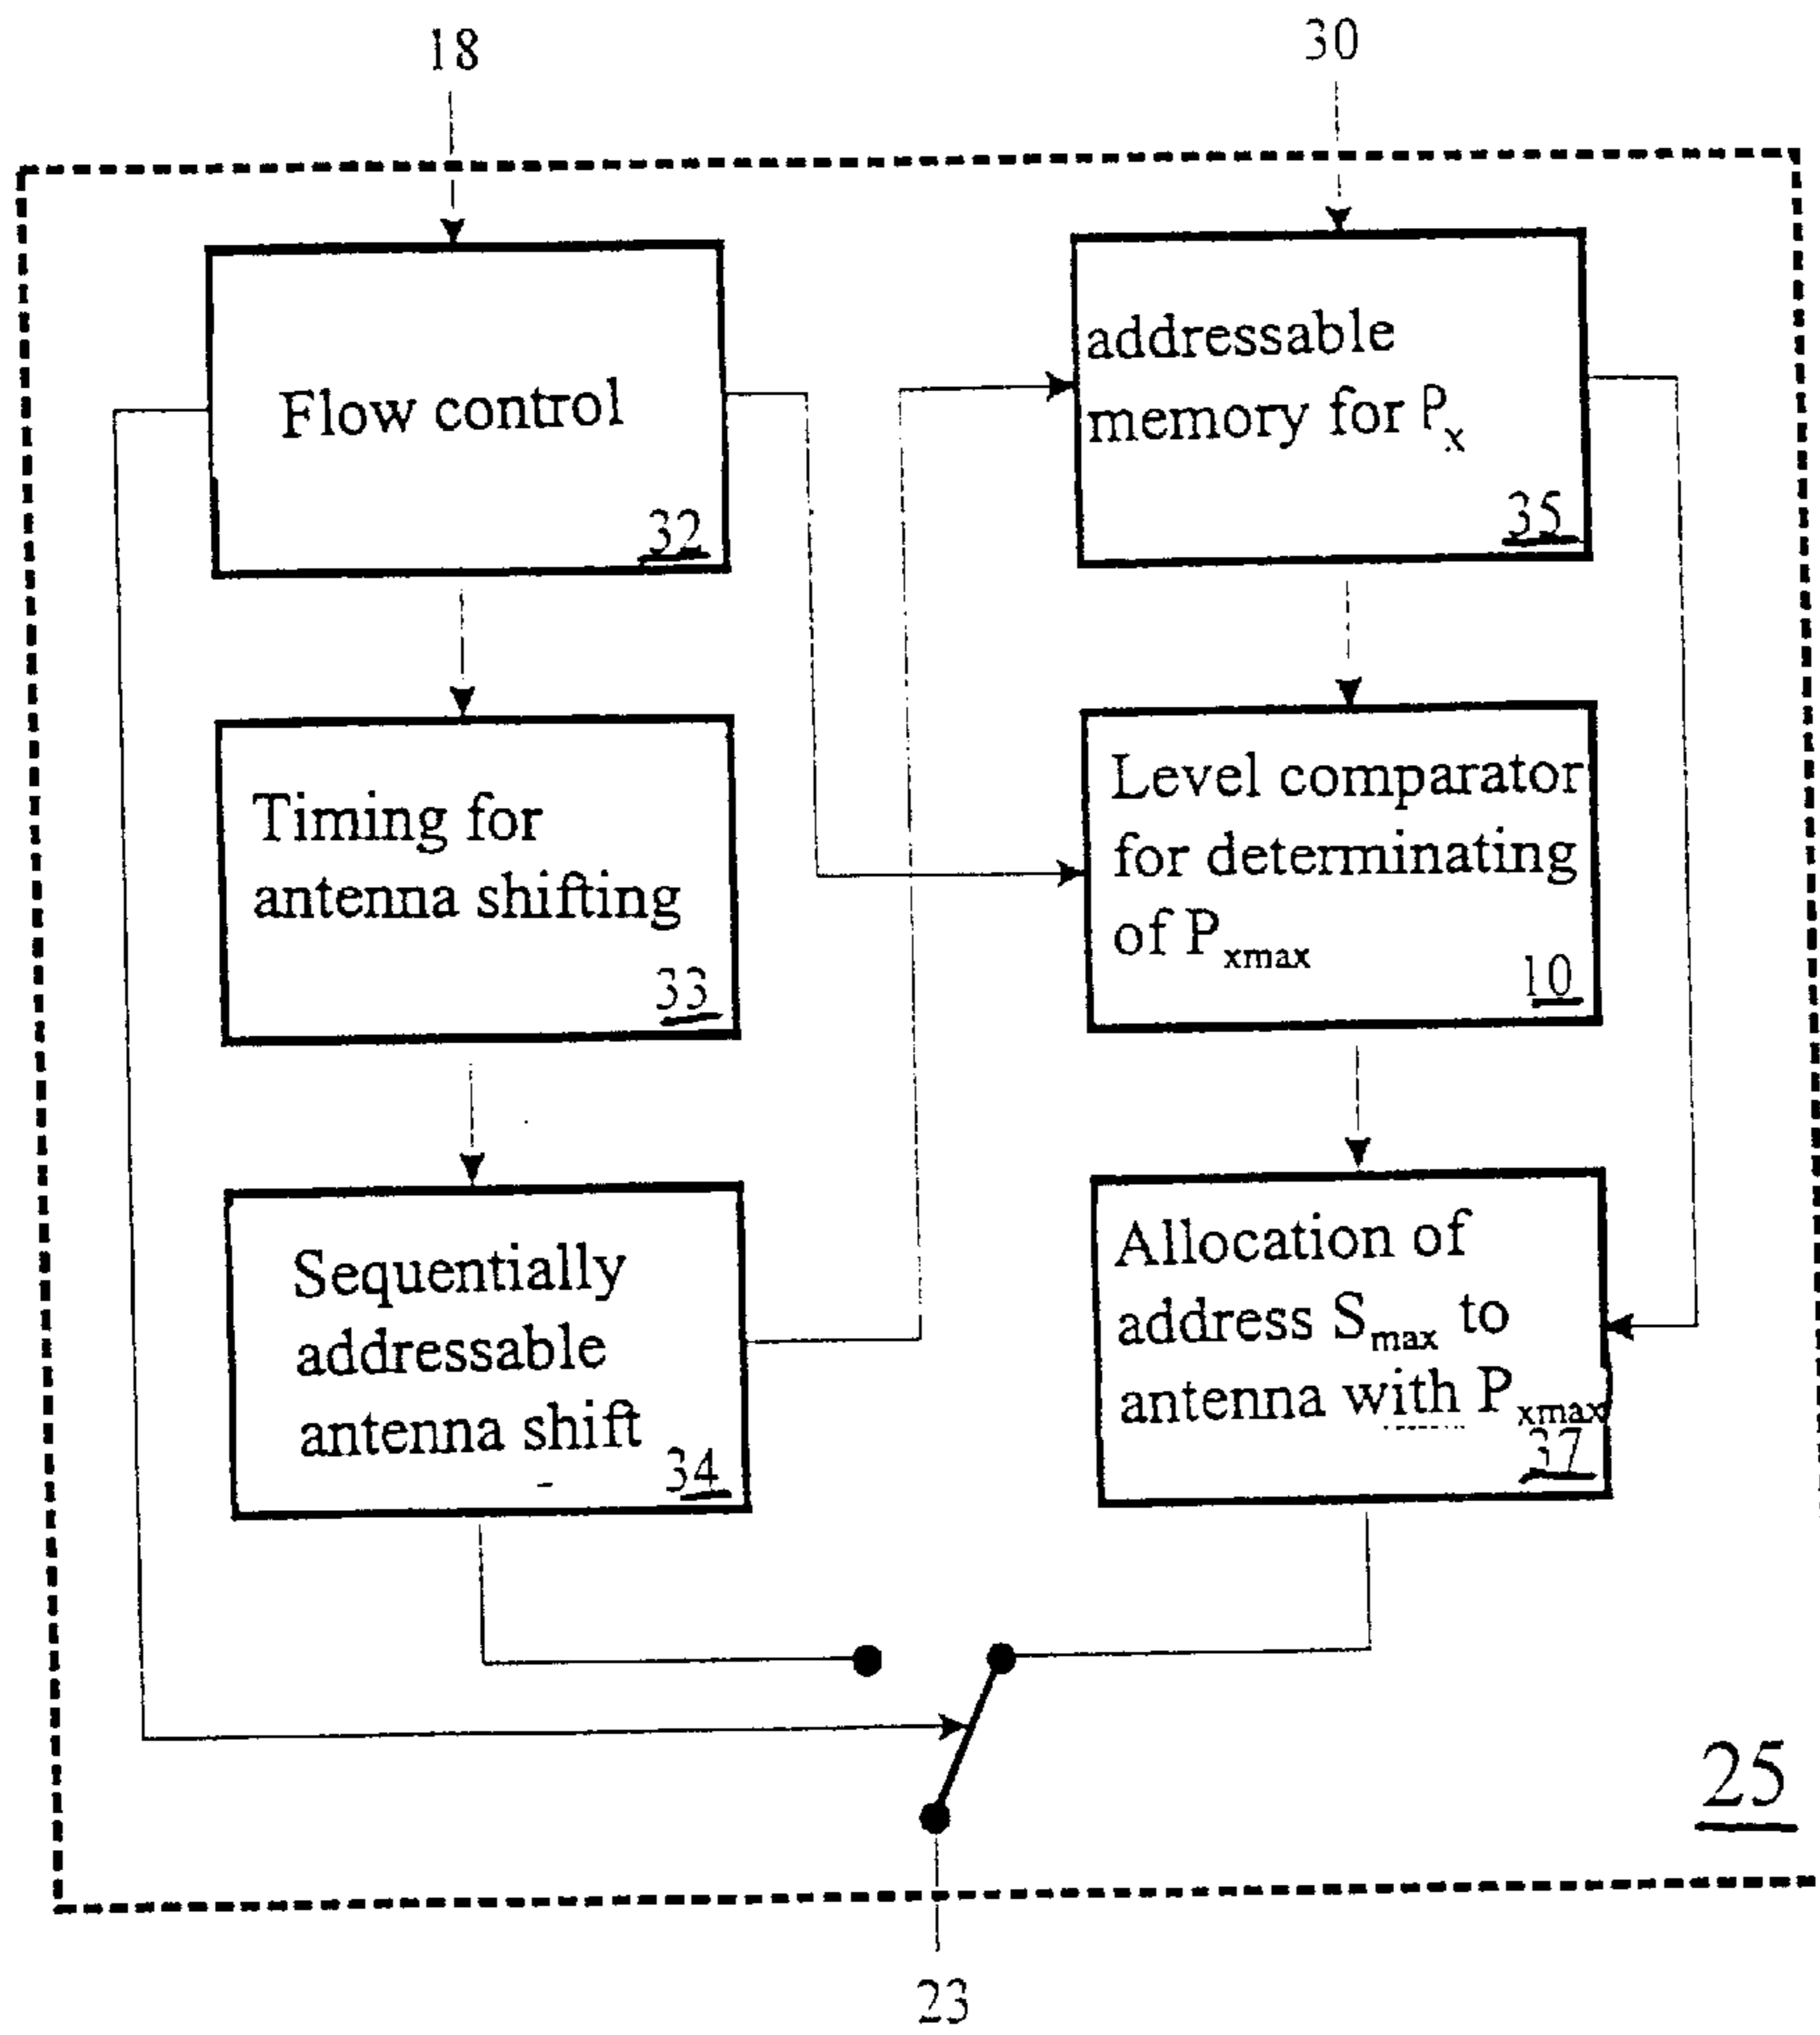 18
30
Flow control
32
addressable
memory for Pₓ
35
Timing for
antenna shifting
33
Level comparator
for determinating
of Pxmax
10
Sequentially
addressable
antenna shift
34
Allocation of
address Smax to
antenna with Pxmax
37
25
23